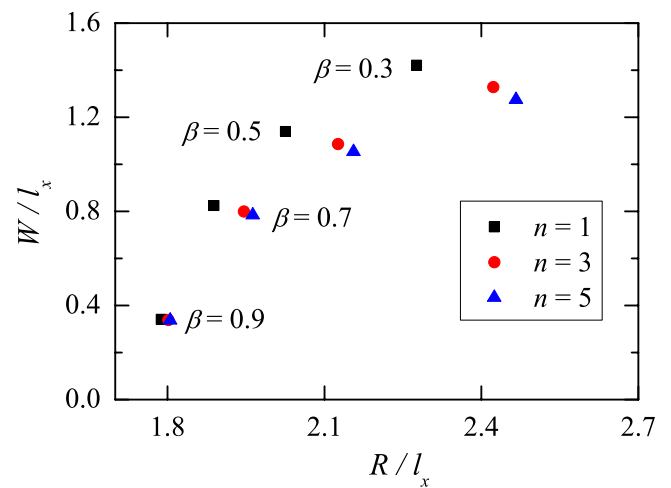 1.6
1.2
0.8
0.4
0.0
1.8
2.1
2.4
2.7
W / l_x
R / l_x
β = 0.3
β = 0.5
β = 0.7
β = 0.9
n = 1
n = 3
n = 5